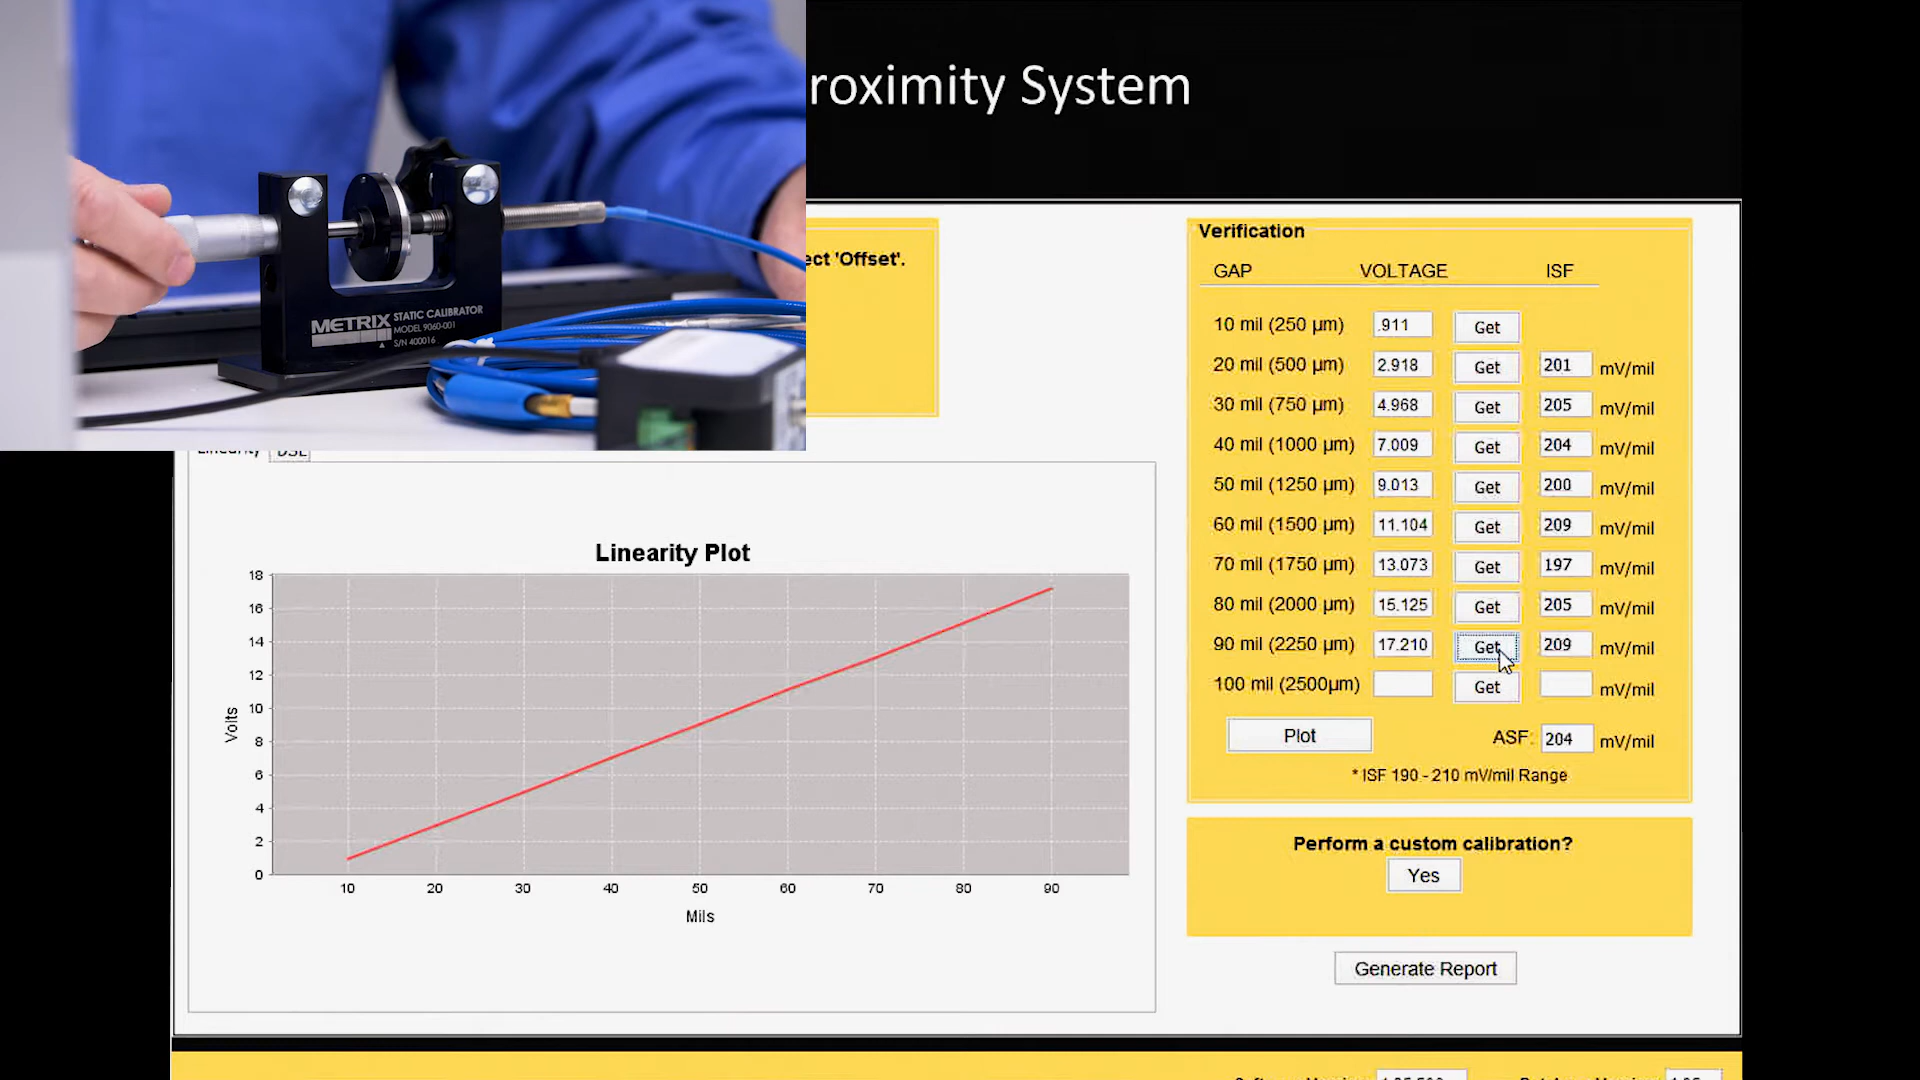 roximity System
METRIX STATIC CALIBRATOR
MODEL 9060-001
S/N 400016
ect 'Offset'.
Verification
GAP VOLTAGE ISF
10 mil (250 µm) .911 Get
20 mil (500 µm) 2.918 Get 201 mV/mil
30 mil (750 µm) 4.968 Get 205 mV/mil
40 mil (1000 µm) 7.009 Get 204 mV/mil
50 mil (1250 µm) 9.013 Get 200 mV/mil
60 mil (1500 µm) 11.104 Get 209 mV/mil
70 mil (1750 µm) 13.073 Get 197 mV/mil
80 mil (2000 µm) 15.125 Get 205 mV/mil
90 mil (2250 µm) 17.210 Get 209 mV/mil
100 mil (2500µm) Get mV/mil
Plot ASF: 204 mV/mil
* ISF 190 - 210 mV/mil Range
Perform a custom calibration?
Yes
Generate Report
Linearity DSL
Linearity Plot
18
16
14
12
10
8
6
4
2
0
Volts
10 20 30 40 50 60 70 80 90
Mils